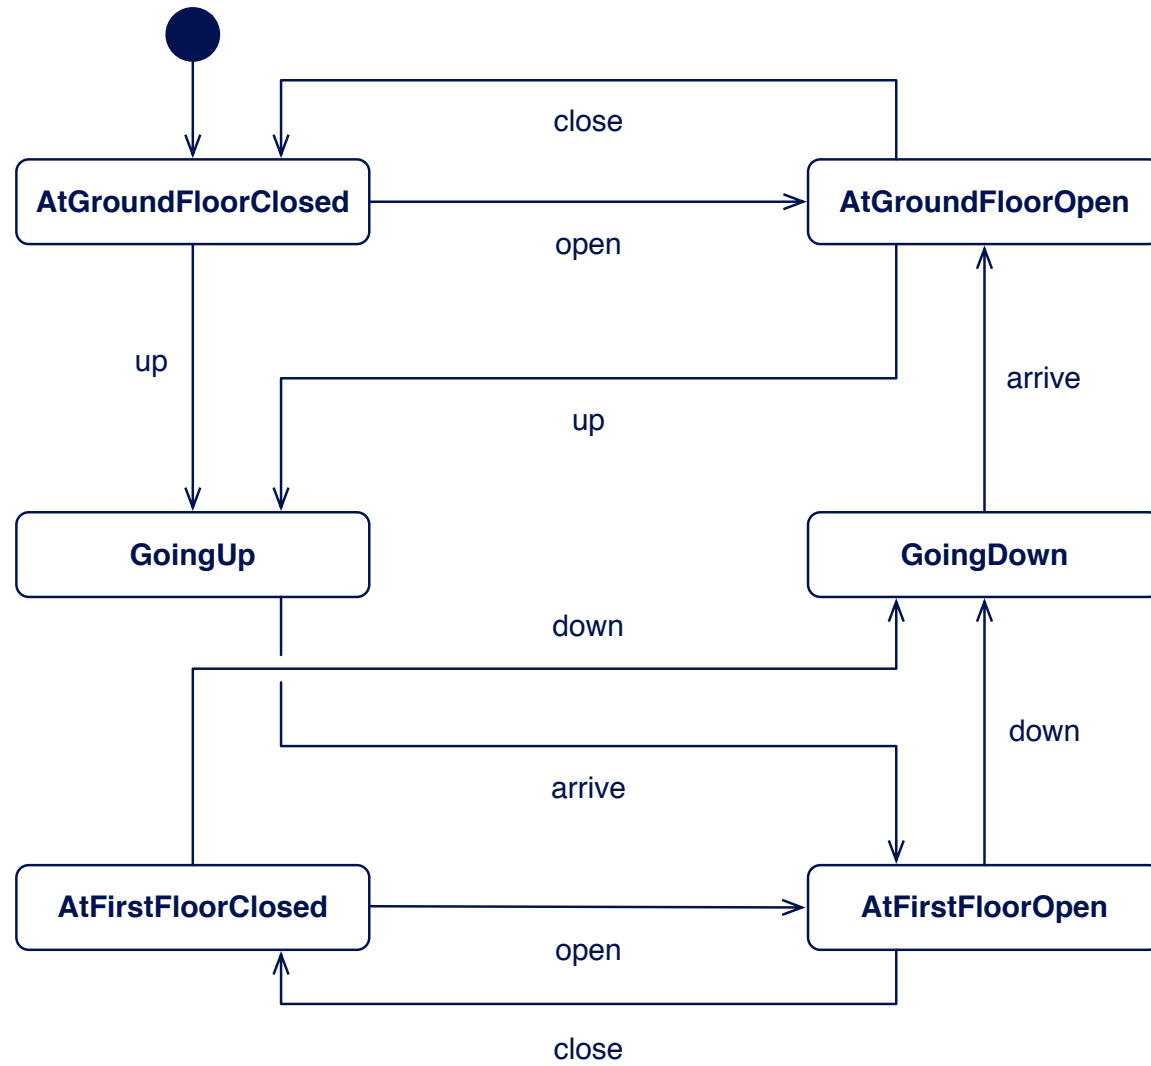 close
AtGroundFloorClosed
AtGroundFloorOpen
open
up
arrive
up
GoingUp
GoingDown
down
down
arrive
AtFirstFloorClosed
AtFirstFloorOpen
open
close